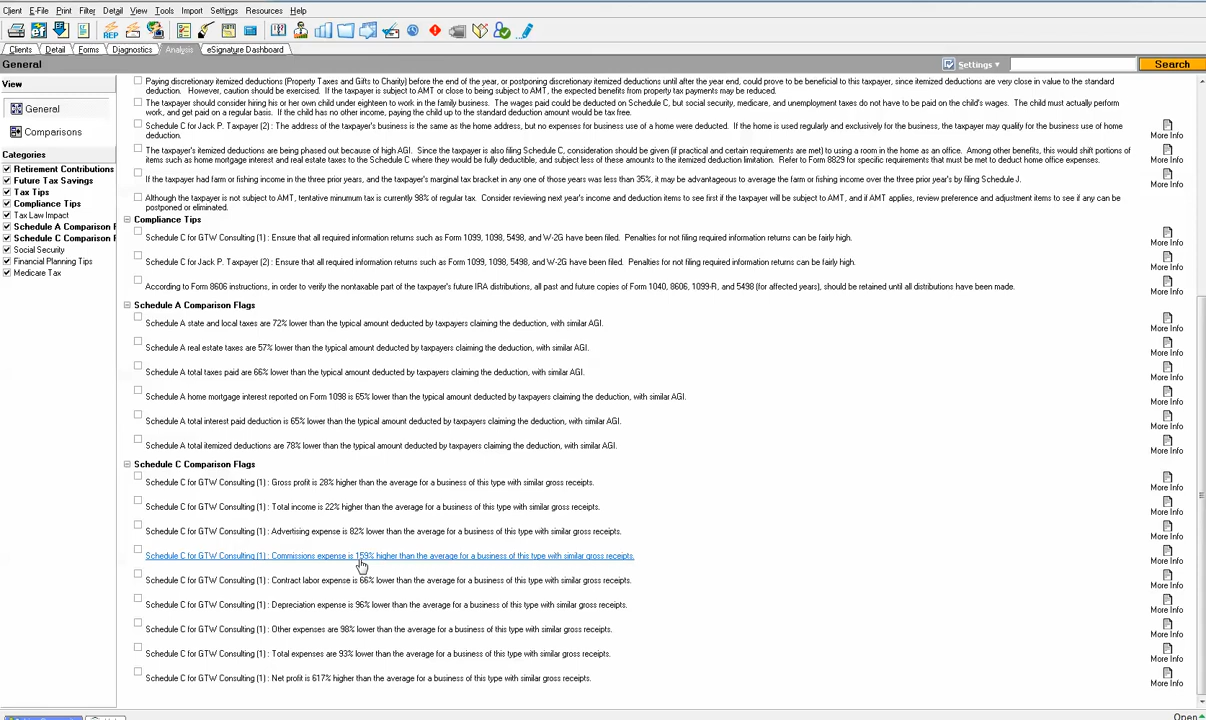 Client E-File Print Filter Detail View Tools Import Settings Resources Help
Clients Detail Forms Diagnostics Analysis eSignature Dashboard
General Settings Search
View
General
Comparisons
Categories
Retirement Contributions
Future Tax Savings
Tax Tips
Compliance Tips
Tax Law Impact
Schedule A Comparison F
Schedule C Comparison F
Social Security
Financial Planning Tips
Medicare Tax
Paying discretionary itemized deductions (Property Taxes and Gifts to Charity) before the end of the year, or postponing discretionary itemized deductions until after the year end, could prove to be beneficial to this taxpayer, since itemized deductions are very close in value to the standard
deduction. However, caution should be exercised. If the taxpayer is subject to AMT or close to being subject to AMT, the expected benefits from property tax payments may be reduced.
The taxpayer should consider hiring his or her own child under eighteen to work in the family business. The wages paid could be deducted on Schedule C, but social security, medicare, and unemployment taxes do not have to be paid on the child's wages. The child must actually perform
work, and get paid on a regular basis. If the child has no other income, paying the child up to the standard deduction amount would be tax free.
Schedule C for Jack P. Taxpayer (2) : The address of the taxpayer's business is the same as the home address, but no expenses for business use of a home were deducted. If the home is used regularly and exclusively for the business, the taxpayer may qualify for the business use of home
deduction.
More Info
The taxpayer's itemized deductions are being phased out because of high AGI. Since the taxpayer is also filing Schedule C, consideration should be given (if practical and certain requirements are met) to using a room in the home as an office. Among other benefits, this would shift portions of
items such as home mortgage interest and real estate taxes to the Schedule C where they would be fully deductible, and subject less of these amounts to the itemized deduction limitation. Refer to Form 8829 for specific requirements that must be met to deduct home office expenses.
More Info
If the taxpayer had farm or fishing income in the three prior years, and the taxpayer's marginal tax bracket in any one of those years was less than 35%, it may be advantageous to average the farm or fishing income over the three prior year's by filing Schedule J.
More Info
Although the taxpayer is not subject to AMT, tentative minumum tax is currently 98% of regular tax. Consider reviewing next year's income and deduction items to see first if the taxpayer will be subject to AMT, and if AMT applies, review preference and adjustment items to see if any can be
postponed or eliminated.
Compliance Tips
Schedule C for GTW Consulting (1) : Ensure that all required information returns such as Form 1099, 1098, 5498, and W-2G have been filed. Penalties for not filing required information returns can be fairly high.
More Info
Schedule C for Jack P. Taxpayer (2) : Ensure that all required information returns such as Form 1099, 1098, 5498, and W-2G have been filed. Penalties for not filing required information returns can be fairly high.
More Info
According to Form 8606 instructions, in order to verify the nontaxable part of the taxpayer's future IRA distributions, all past and future copies of Form 1040, 8606, 1099-R, and 5498 (for affected years), should be retained until all distributions have been made.
More Info
Schedule A Comparison Flags
Schedule A state and local taxes are 72% lower than the typical amount deducted by taxpayers claiming the deduction, with similar AGI.
More Info
Schedule A real estate taxes are 57% lower than the typical amount deducted by taxpayers claiming the deduction, with similar AGI.
More Info
Schedule A total taxes paid are 66% lower than the typical amount deducted by taxpayers claiming the deduction, with similar AGI.
More Info
Schedule A home mortgage interest reported on Form 1098 is 65% lower than the typical amount deducted by taxpayers claiming the deduction, with similar AGI.
More Info
Schedule A total interest paid deduction is 65% lower than the typical amount deducted by taxpayers claiming the deduction, with similar AGI.
More Info
Schedule A total itemized deductions are 78% lower than the typical amount deducted by taxpayers claiming the deduction, with similar AGI.
More Info
Schedule C Comparison Flags
Schedule C for GTW Consulting (1) : Gross profit is 28% higher than the average for a business of this type with similar gross receipts.
More Info
Schedule C for GTW Consulting (1) : Total income is 22% higher than the average for a business of this type with similar gross receipts.
More Info
Schedule C for GTW Consulting (1) : Advertising expense is 82% lower than the average for a business of this type with similar gross receipts.
More Info
Schedule C for GTW Consulting (1) : Commissions expense is 159% higher than the average for a business of this type with similar gross receipts.
More Info
Schedule C for GTW Consulting (1) : Contract labor expense is 66% lower than the average for a business of this type with similar gross receipts.
More Info
Schedule C for GTW Consulting (1) : Depreciation expense is 96% lower than the average for a business of this type with similar gross receipts.
More Info
Schedule C for GTW Consulting (1) : Other expenses are 98% lower than the average for a business of this type with similar gross receipts.
More Info
Schedule C for GTW Consulting (1) : Total expenses are 93% lower than the average for a business of this type with similar gross receipts.
More Info
Schedule C for GTW Consulting (1) : Net profit is 617% higher than the average for a business of this type with similar gross receipts.
More Info
Open